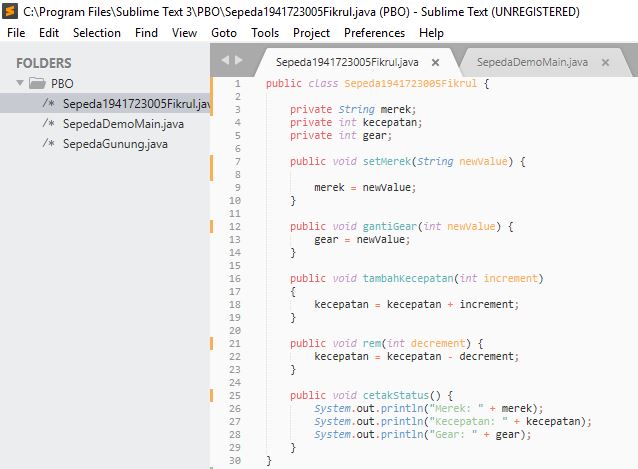 C:\Program Files\Sublime Text 3\PBO\Sepeda1941723005Fikrul.java (PBO) - Sublime Text (UNREGISTERED)
File Edit Selection Find View Goto Tools Project Preferences Help
FOLDERS
PBO
/* Sepeda1941723005Fikrul.jav
/* SepedaDemoMain.java
/* SepedaGunung.java
Sepeda1941723005Fikrul.java × SepedaDemoMain.java ×
1 public class Sepeda1941723005Fikrul {
2
3 private String merek;
4 private int kecepatan;
5 private int gear;
6
7 public void setMerek(String newValue) {
8
9 merek = newValue;
10 }
11
12 public void gantiGear(int newValue) {
13 gear = newValue;
14 }
15
16 public void tambahKecepatan(int increment)
17 {
18 kecepatan = kecepatan + increment;
19 }
20
21 public void rem(int decrement) {
22 kecepatan = kecepatan - decrement;
23 }
24
25 public void cetakStatus() {
26 System.out.println("Merek: " + merek);
27 System.out.println("Kecepatan: " + kecepatan);
28 System.out.println("Gear: " + gear);
29 }
30 }